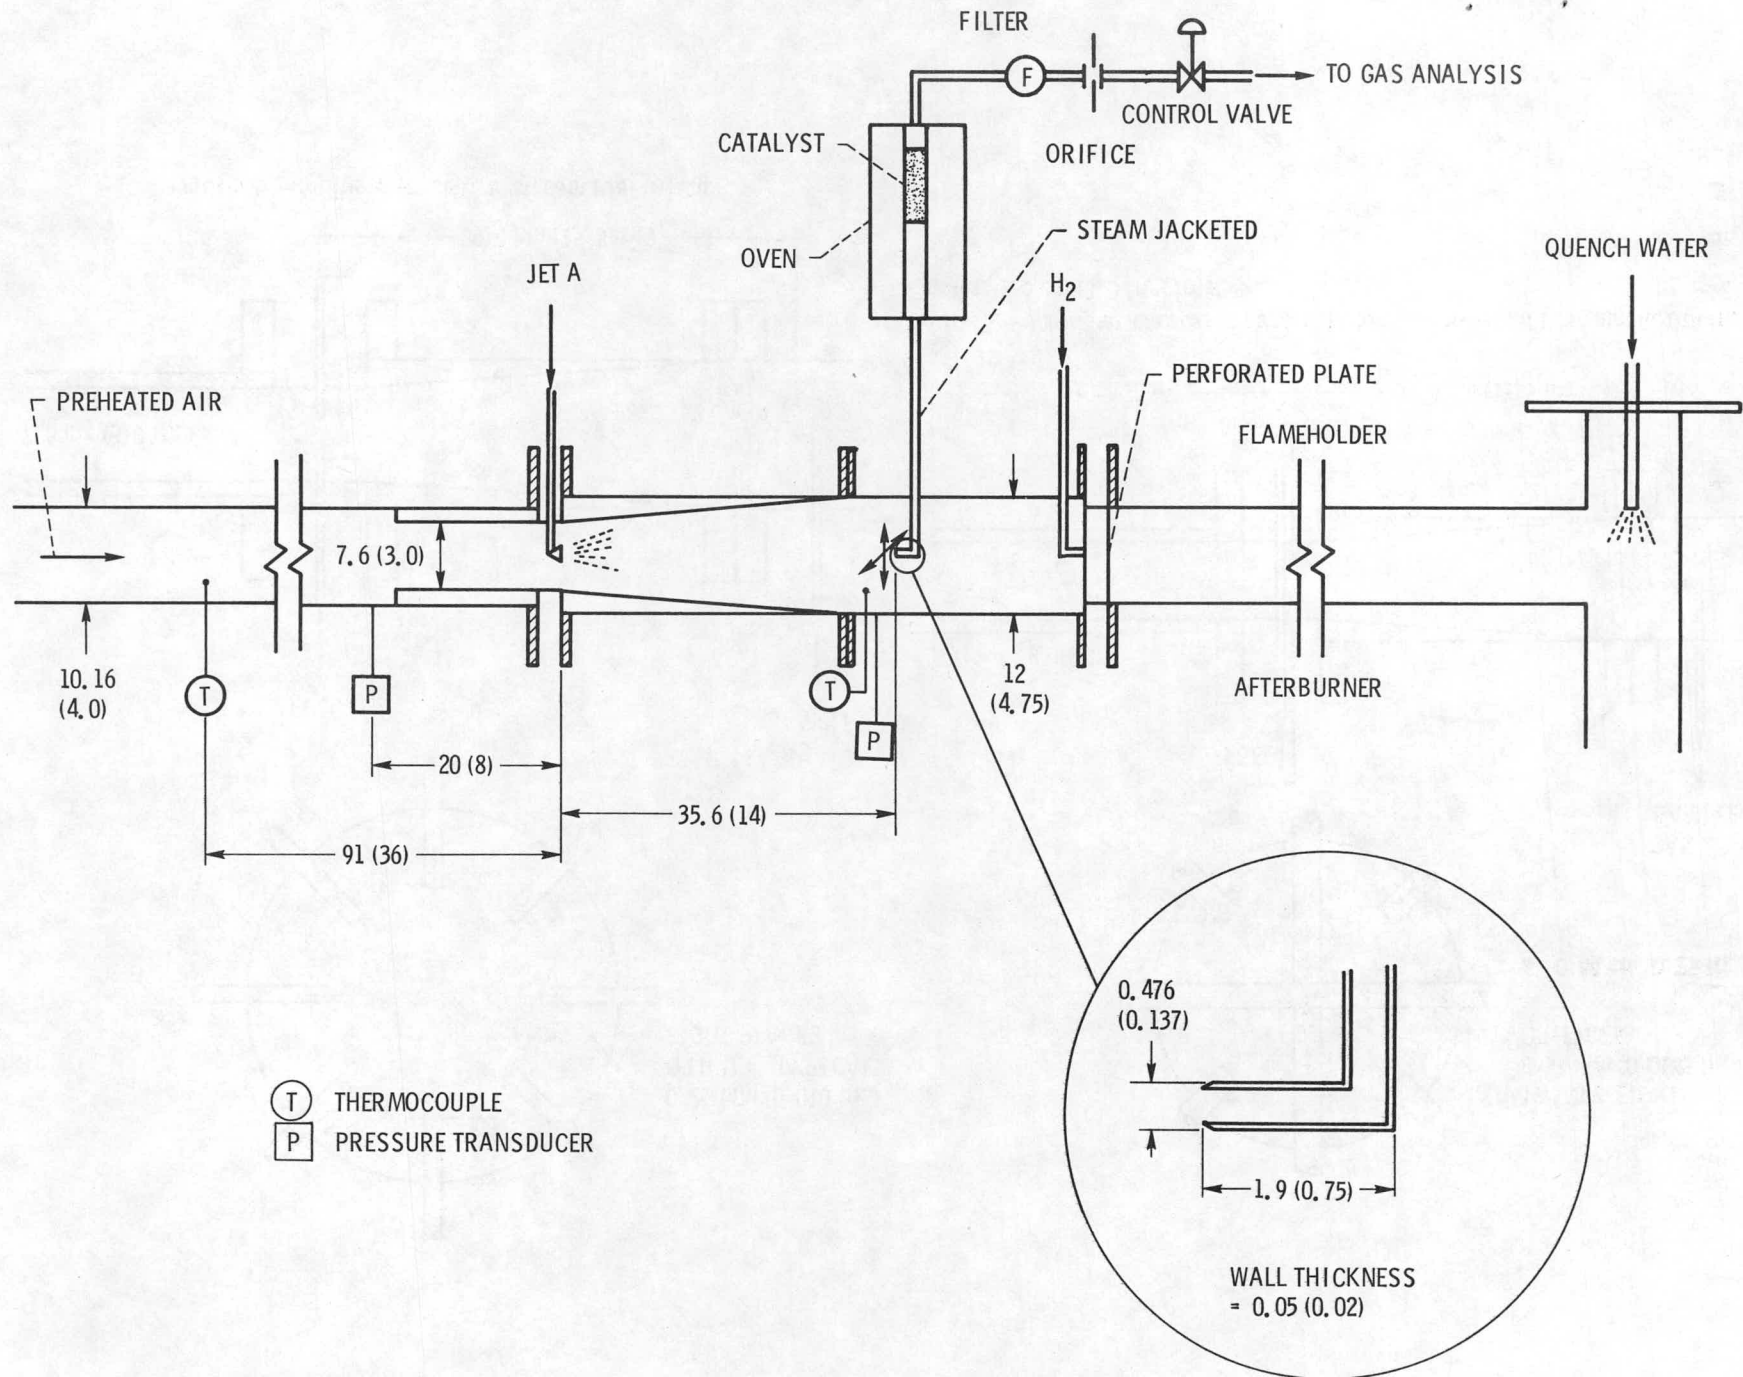 FILTER
F
TO GAS ANALYSIS
CONTROL VALVE
CATALYST
ORIFICE
STEAM JACKETED
OVEN
QUENCH WATER
JET A
H2
PERFORATED PLATE
PREHEATED AIR
FLAMEHOLDER
7.6 (3.0)
10.16
(4.0)
T
P
T
P
12
(4.75)
AFTERBURNER
20 (8)
35.6 (14)
91 (36)
0.476
(0.137)
T THERMOCOUPLE
P PRESSURE TRANSDUCER
1.9 (0.75)
WALL THICKNESS
= 0.05 (0.02)